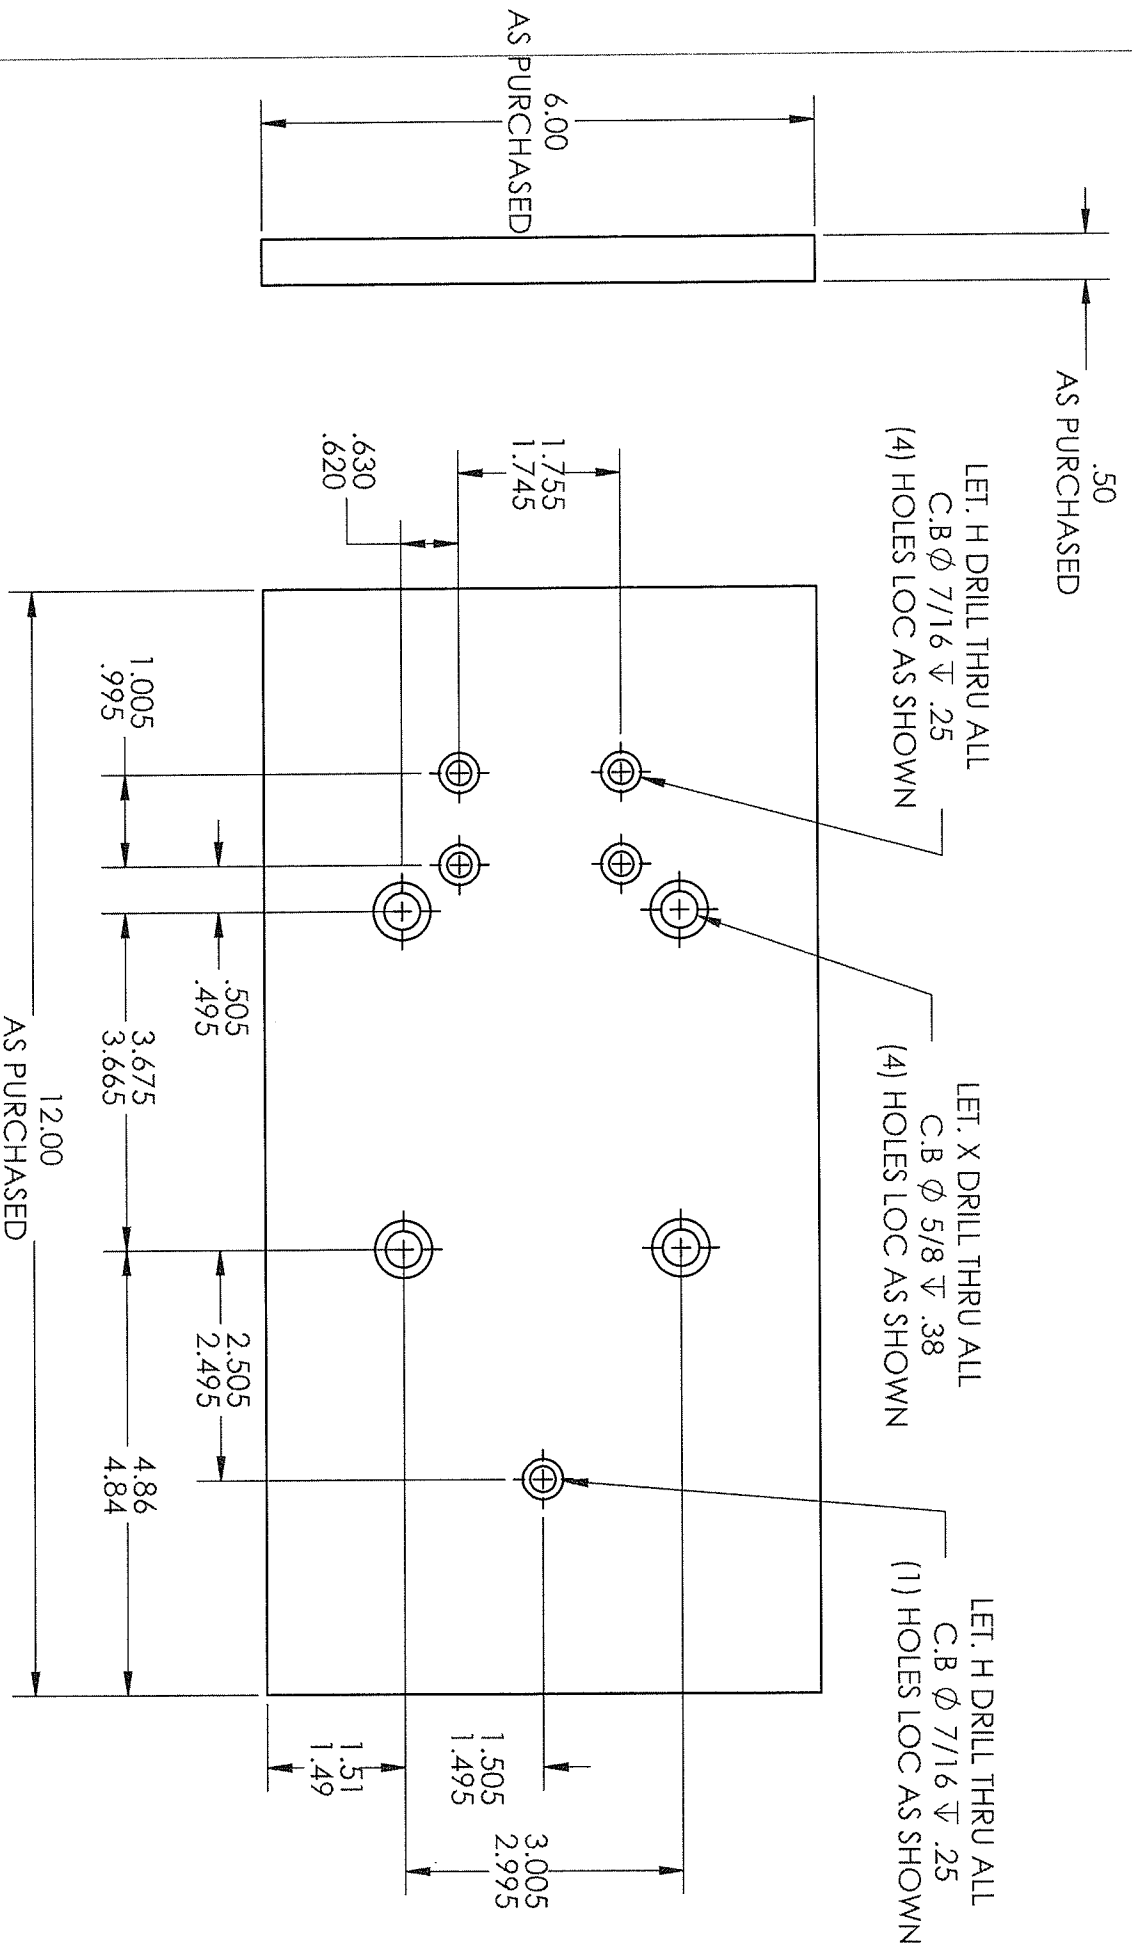 .50
AS PURCHASED
6.00
AS PURCHASED
LET. H DRILL THRU ALL
C.B Ø 7/16 ↧ .25
(4) HOLES LOC AS SHOWN
LET. X DRILL THRU ALL
C.B Ø 5/8 ↧ .38
(4) HOLES LOC AS SHOWN
LET. H DRILL THRU ALL
C.B Ø 7/16 ↧ .25
(1) HOLES LOC AS SHOWN
1.755
1.745
.630
.620
1.505
1.495
3.005
2.995
1.51
1.49
.505
.495
2.505
2.495
1.005
.995
3.675
3.665
4.86
4.84
12.00
AS PURCHASED